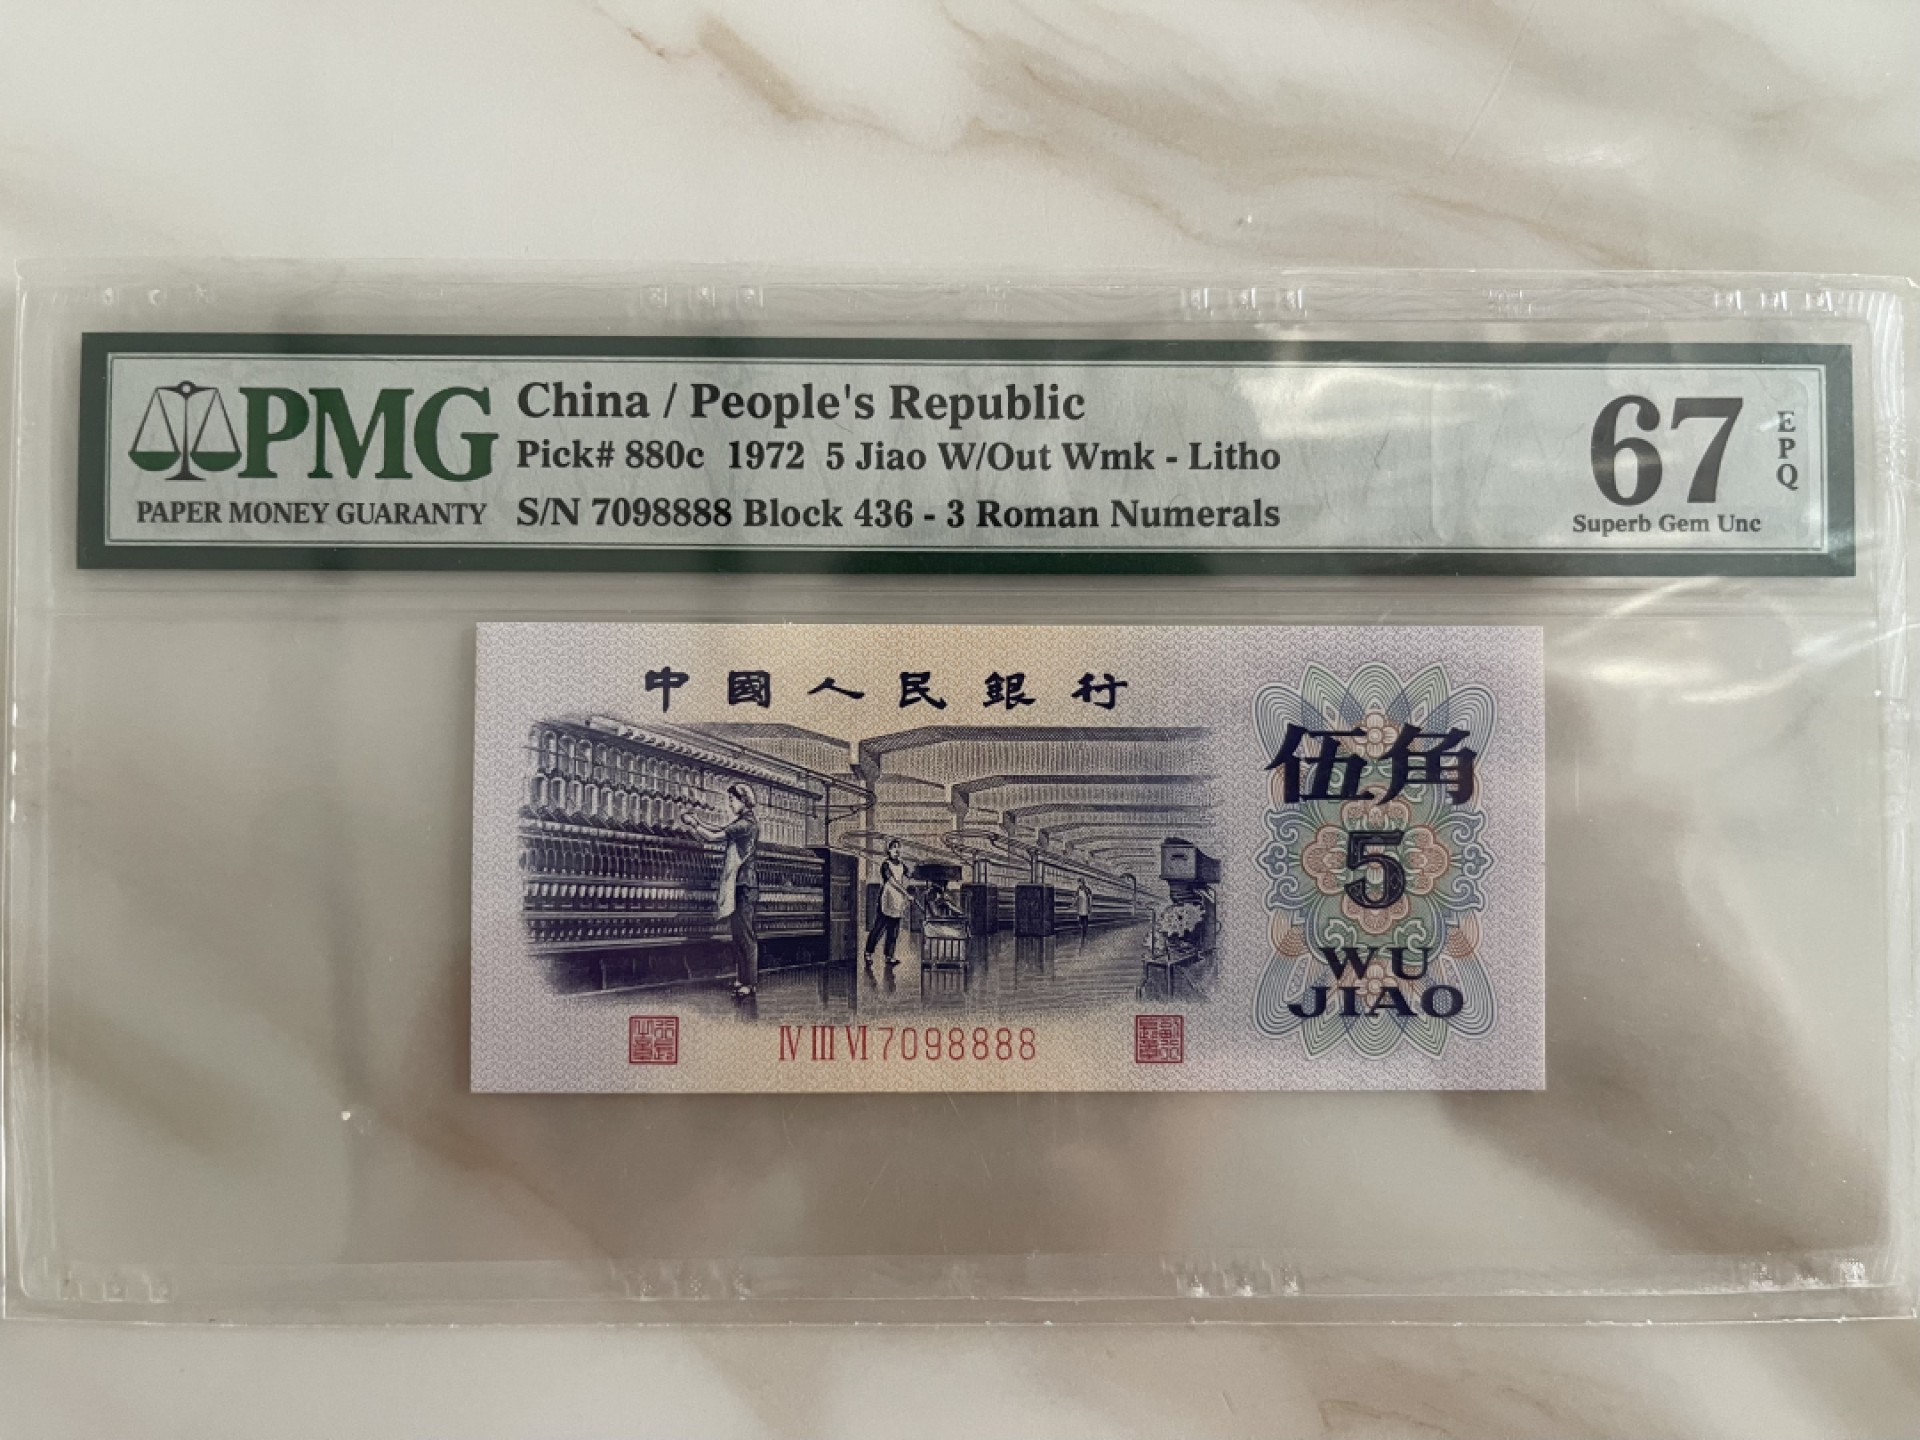 PMG
PAPER MONEY GUARANTY
China / People's Republic
Pick# 880c 1972 5 Jiao W/Out Wmk - Litho
S/N 7098888 Block 436 - 3 Roman Numerals
67
EPQ
Superb Gem Unc
中國人民銀行
伍角
5
WU
JIAO
IV III VI 7098888